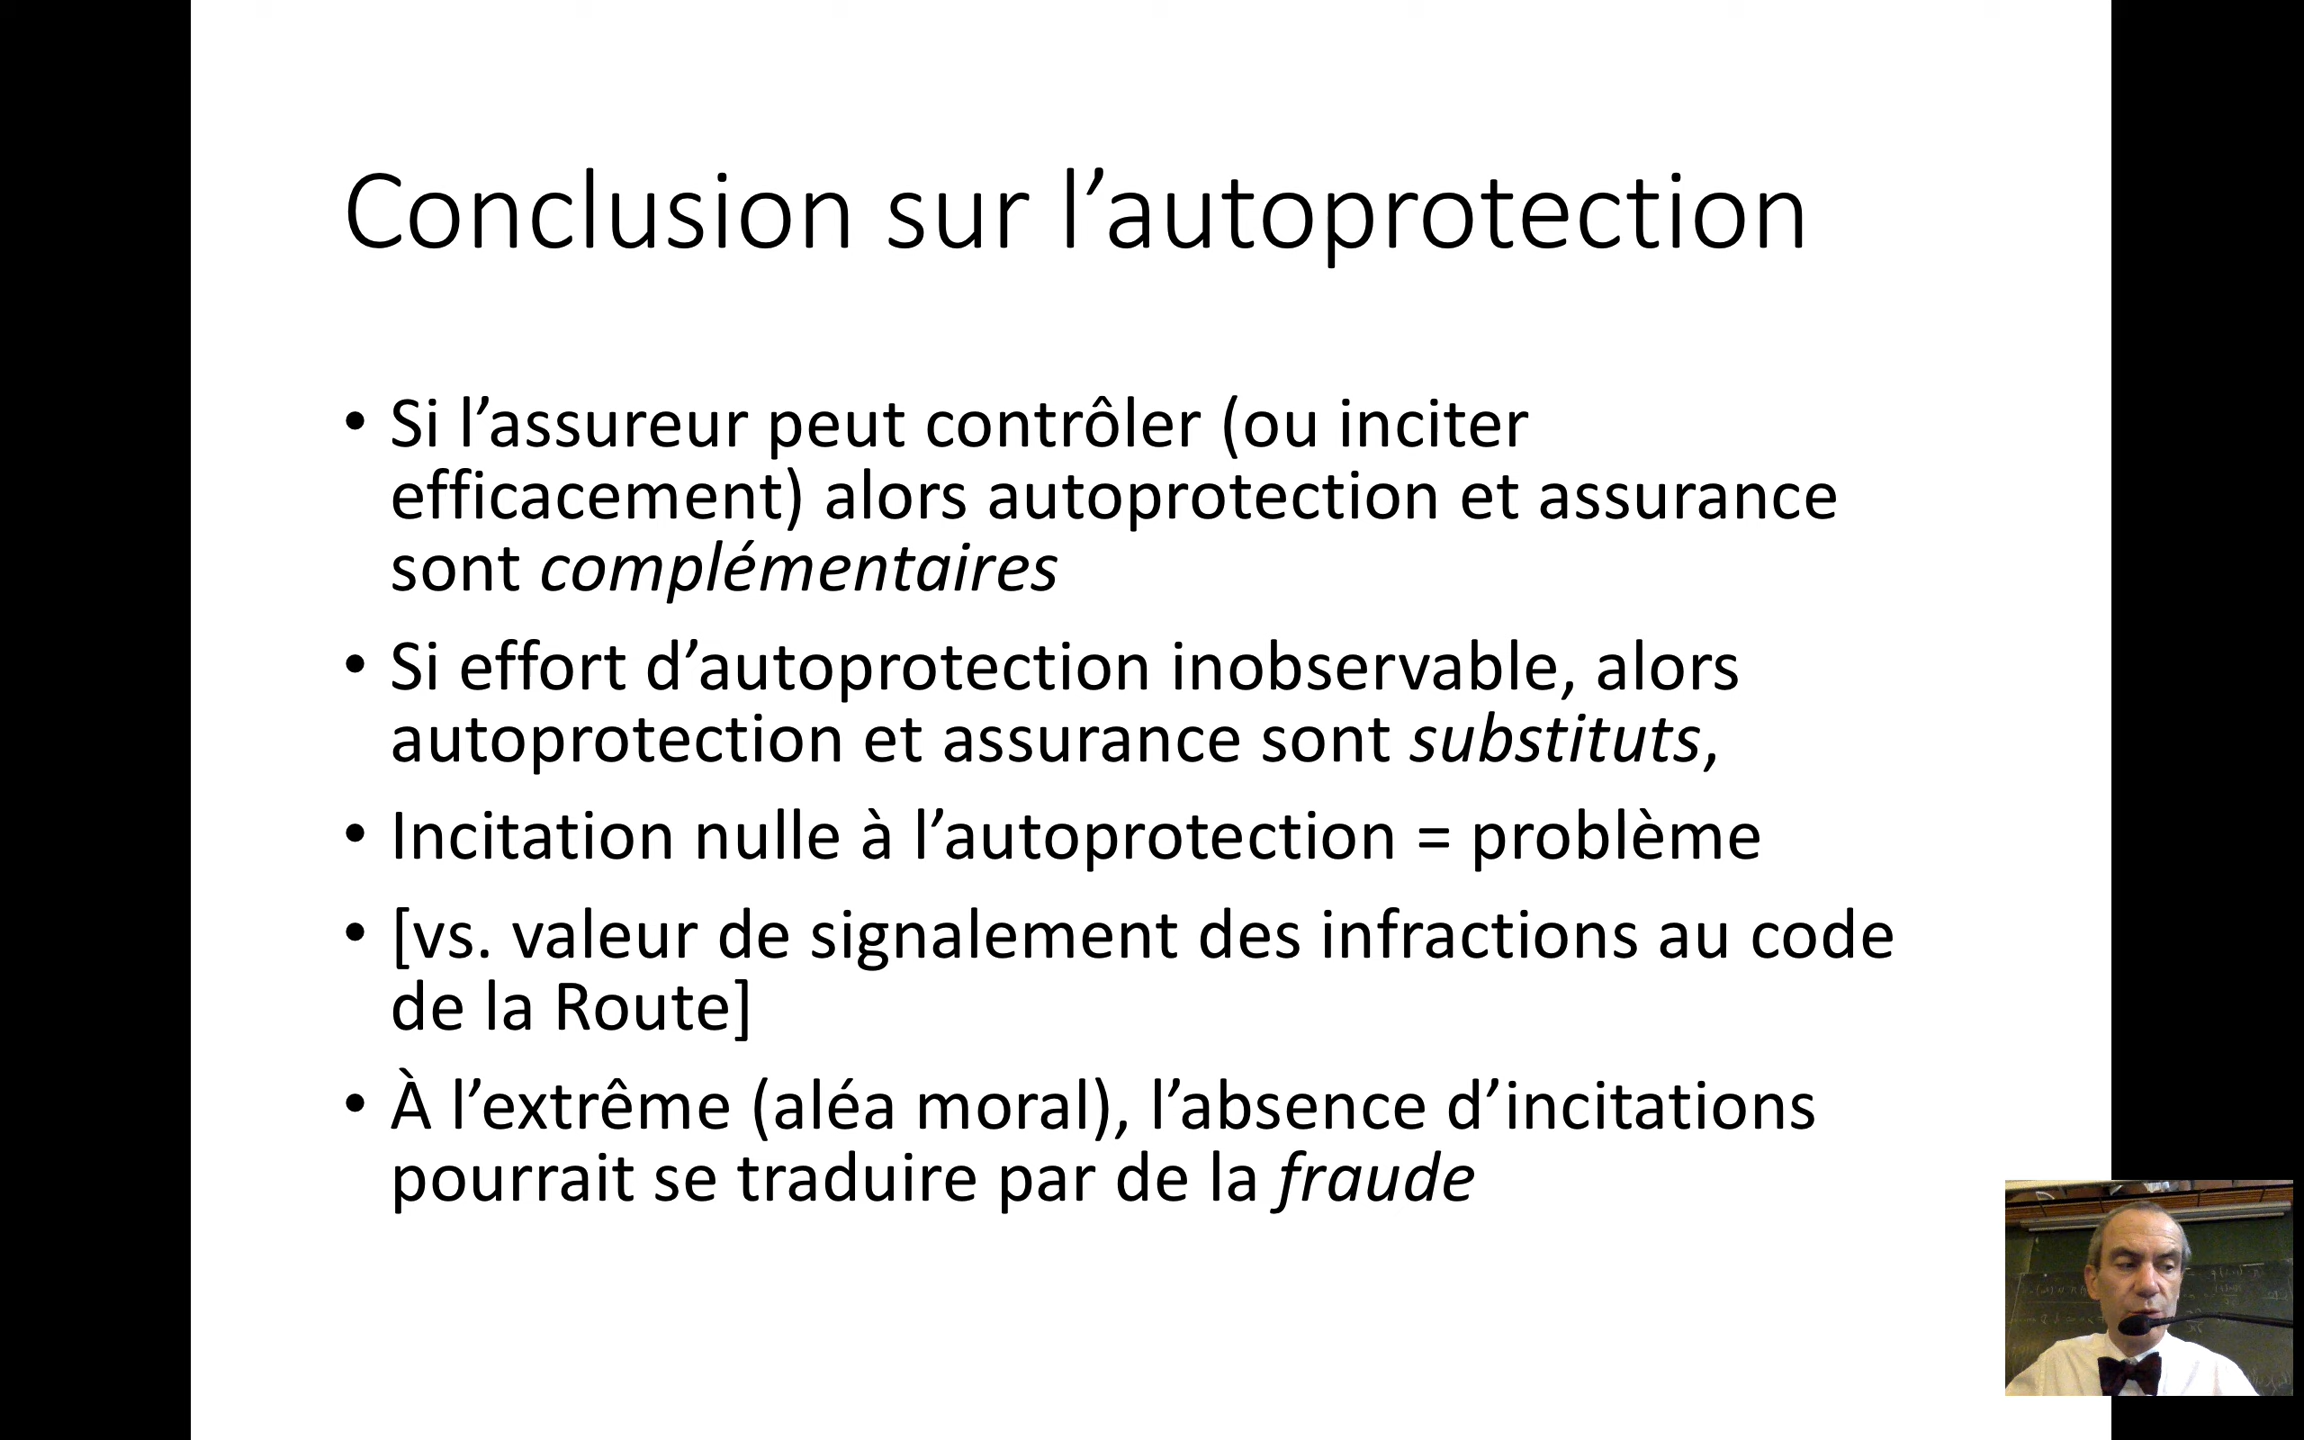 Conclusion sur l’autoprotection
• Si l’assureur peut contrôler (ou inciter
efficacement) alors autoprotection et assurance
sont complémentaires
• Si effort d’autoprotection inobservable, alors
autoprotection et assurance sont substituts,
• Incitation nulle à l’autoprotection = problème
• [vs. valeur de signalement des infractions au code
de la Route]
• À l’extrême (aléa moral), l’absence d’incitations
pourrait se traduire par de la fraude